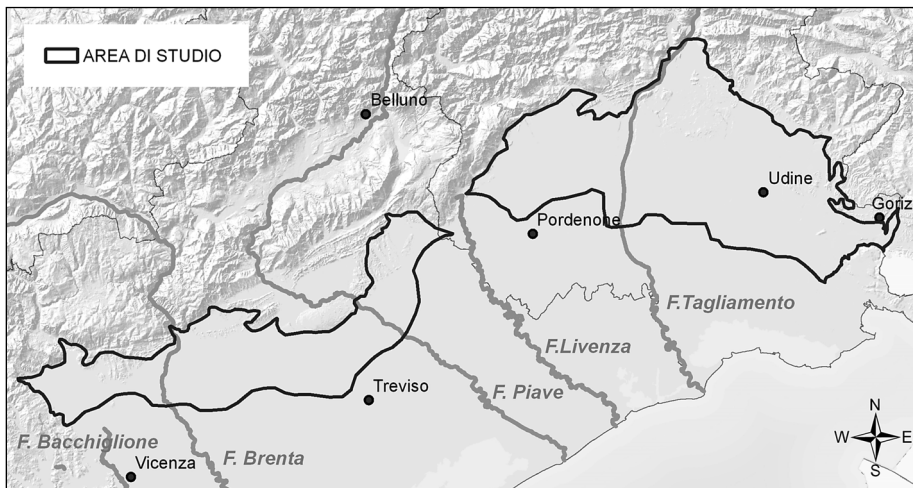 AREA DI STUDIO
Belluno
Udine
Goriz
Pordenone
F.Tagliamento
F.Livenza
F. Piave
Treviso
F. Bacchiglione
F. Brenta
Vicenza
N
W E
S